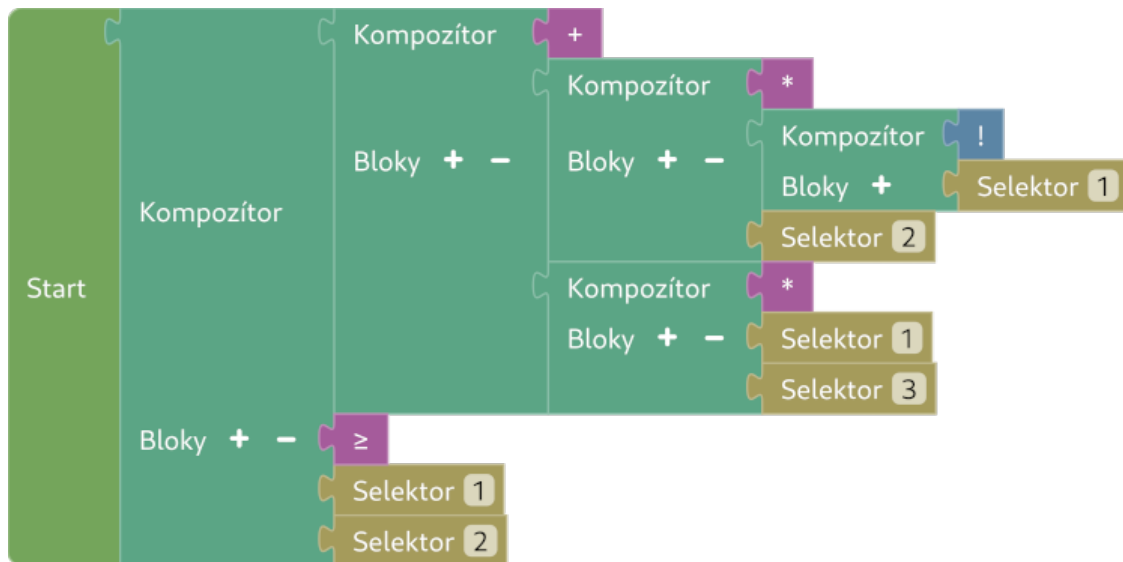 Kompozítor +
Kompozítor *
Kompozítor !
Bloky + −
Bloky + −
Bloky +
Selektor 1
Kompozítor
Selektor 2
Start
Kompozítor *
Bloky + −
Selektor 1
Selektor 3
Bloky + −
≥
Selektor 1
Selektor 2